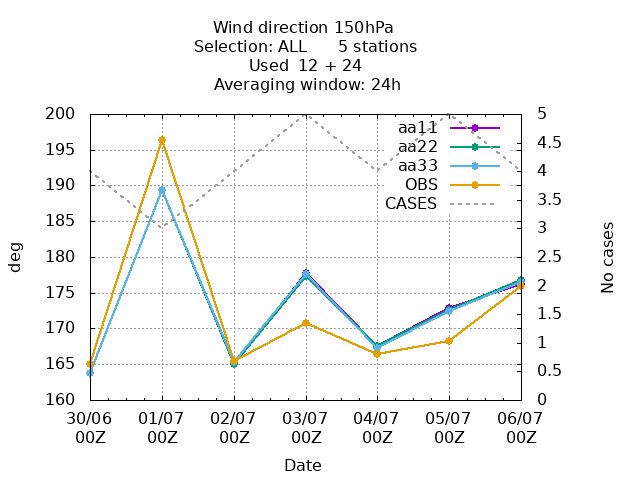 Wind direction 150hPa
Selection: ALL 5 stations
Used 12 + 24
Averaging window: 24h
200
195
190
185
180
175
170
165
160
5
4.5
4
3.5
3
2.5
2
1.5
1
0.5
0
aa11
aa22
aa33
OBS
CASES
deg
No cases
30/06 01/07 02/07 03/07 04/07 05/07 06/07
00Z 00Z 00Z 00Z 00Z 00Z 00Z
Date